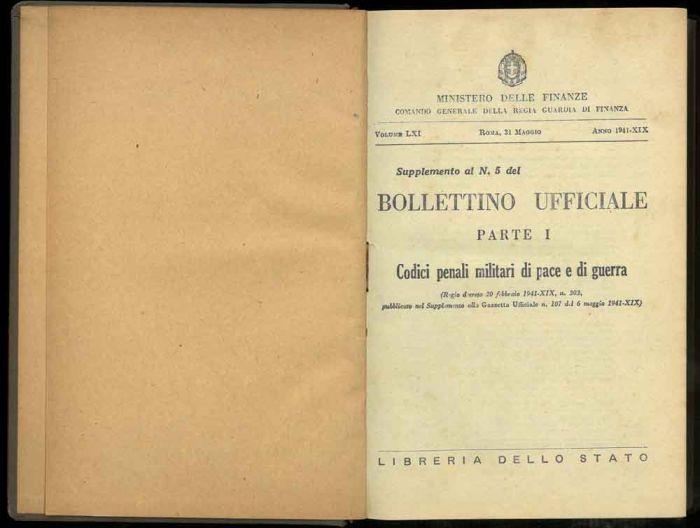 MINISTERO DELLE FINANZE
COMANDO GENERALE DELLA REGIA GUARDIA DI FINANZA
VOLUME LXI ROMA, 31 MAGGIO ANNO 1941-XIX
Supplemento al N. 5 del
BOLLETTINO UFFICIALE
PARTE I
Codici penali militari di pace e di guerra
(Regio decreto 20 febbraio 1941-XIX, n. 303,
pubblicato nel Supplemento alla Gazzetta Ufficiale n. 107 del 6 maggio 1941-XIX)
LIBRERIA DELLO STATO